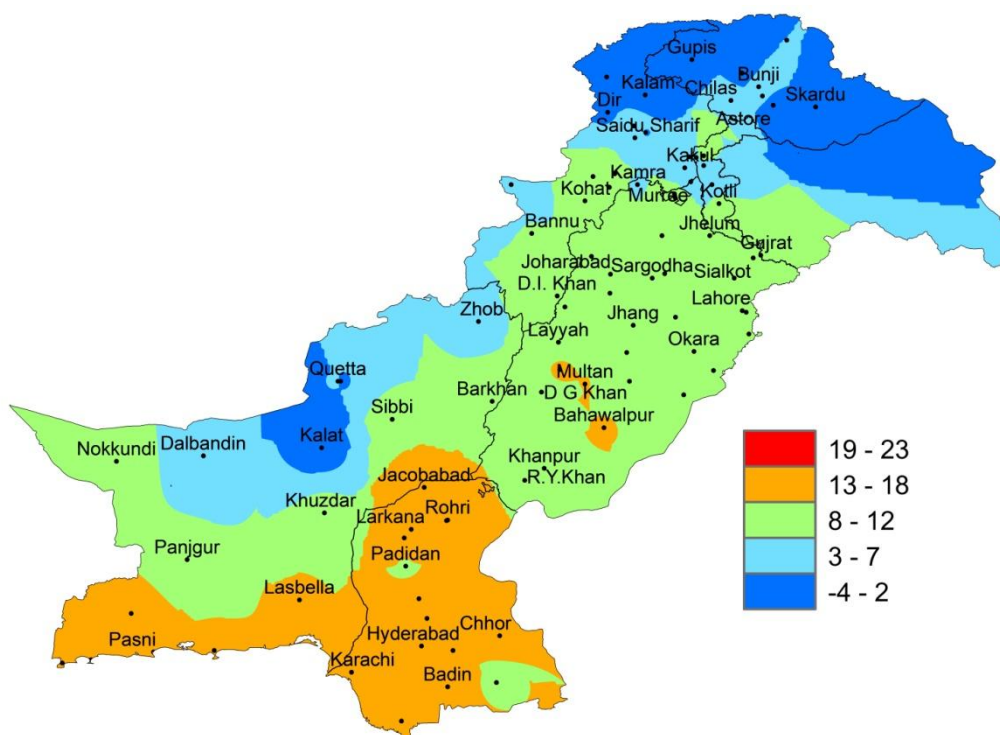 Gupis
Kalam
Bunji
Chilas
Skardu
Dir
Astore
Saidu Sharif
Kakul
Kamra
Kohat
Murree
Kotli
Bannu
Jhelum
Gujrat
Joharabad
Sargodha
Sialkot
D.I. Khan
Lahore
Zhob
Jhang
Layyah
Okara
Quetta
Multan
Barkhan
D G Khan
Sibbi
Bahawalpur
Kalat
Nokkundi
Dalbandin
Khanpur
Jacobabad
R.Y.Khan
Khuzdar
Rohri
Larkana
Panjgur
Padidan
Lasbella
Pasni
Hyderabad
Chhor
Karachi
Badin
19 - 23
13 - 18
8 - 12
3 - 7
-4 - 2